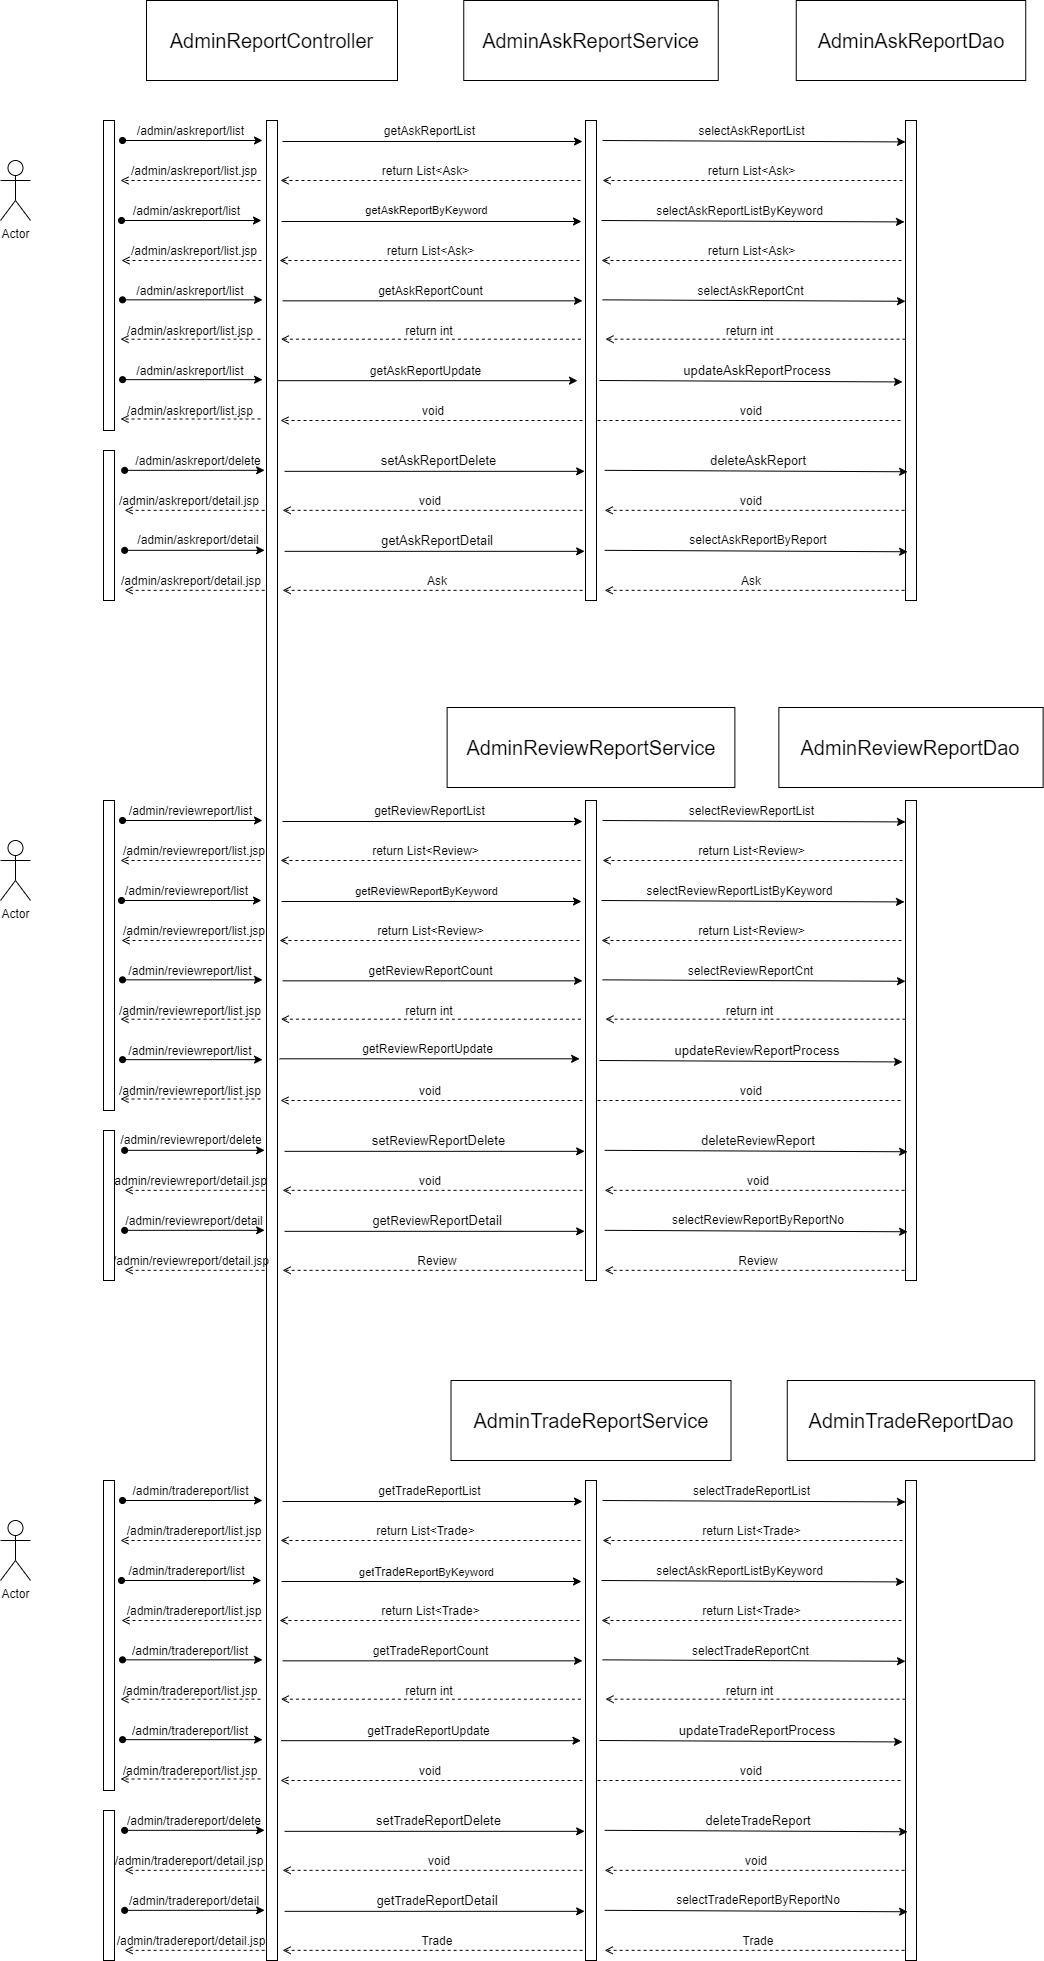 AdminReportController
AdminAskReportService
AdminAskReportDao
/admin/askreport/list
getAskReportList
selectAskReportList
/admin/askreport/list.jsp
return List<Ask>
return List<Ask>
Actor
/admin/askreport/list
getAskReportByKeyword
selectAskReportListByKeyword
/admin/askreport/list.jsp
return List<Ask>
return List<Ask>
/admin/askreport/list
getAskReportCount
selectAskReportCnt
/admin/askreport/list.jsp
return int
return int
/admin/askreport/list
getAskReportUpdate
updateAskReportProcess
/admin/askreport/list.jsp
void
void
/admin/askreport/delete
setAskReportDelete
deleteAskReport
/admin/askreport/detail.jsp
void
void
/admin/askreport/detail
getAskReportDetail
selectAskReportByReport
/admin/askreport/detail.jsp
Ask
Ask
AdminReviewReportService
AdminReviewReportDao
/admin/reviewreport/list
getReviewReportList
selectReviewReportList
/admin/reviewreport/list.jsp
return List<Review>
return List<Review>
Actor
/admin/reviewreport/list
getReviewReportByKeyword
selectReviewReportListByKeyword
/admin/reviewreport/list.jsp
return List<Review>
return List<Review>
/admin/reviewreport/list
getReviewReportCount
selectReviewReportCnt
/admin/reviewreport/list.jsp
return int
return int
/admin/reviewreport/list
getReviewReportUpdate
updateReviewReportProcess
/admin/reviewreport/list.jsp
void
void
/admin/reviewreport/delete
setReviewReportDelete
deleteReviewReport
/admin/reviewreport/detail.jsp
void
void
/admin/reviewreport/detail
getReviewReportDetail
selectReviewReportByReportNo
/admin/reviewreport/detail.jsp
Review
Review
AdminTradeReportService
AdminTradeReportDao
/admin/tradereport/list
getTradeReportList
selectTradeReportList
/admin/tradereport/list.jsp
return List<Trade>
return List<Trade>
Actor
/admin/tradereport/list
getTradeReportByKeyword
selectAskReportListByKeyword
/admin/tradereport/list.jsp
return List<Trade>
return List<Trade>
/admin/tradereport/list
getTradeReportCount
selectTradeReportCnt
/admin/tradereport/list.jsp
return int
return int
/admin/tradereport/list
getTradeReportUpdate
updateTradeReportProcess
/admin/tradereport/list.jsp
void
void
/admin/tradereport/delete
setTradeReportDelete
deleteTradeReport
/admin/tradereport/detail.jsp
void
void
/admin/tradereport/detail
getTradeReportDetail
selectTradeReportByReportNo
/admin/tradereport/detail.jsp
Trade
Trade